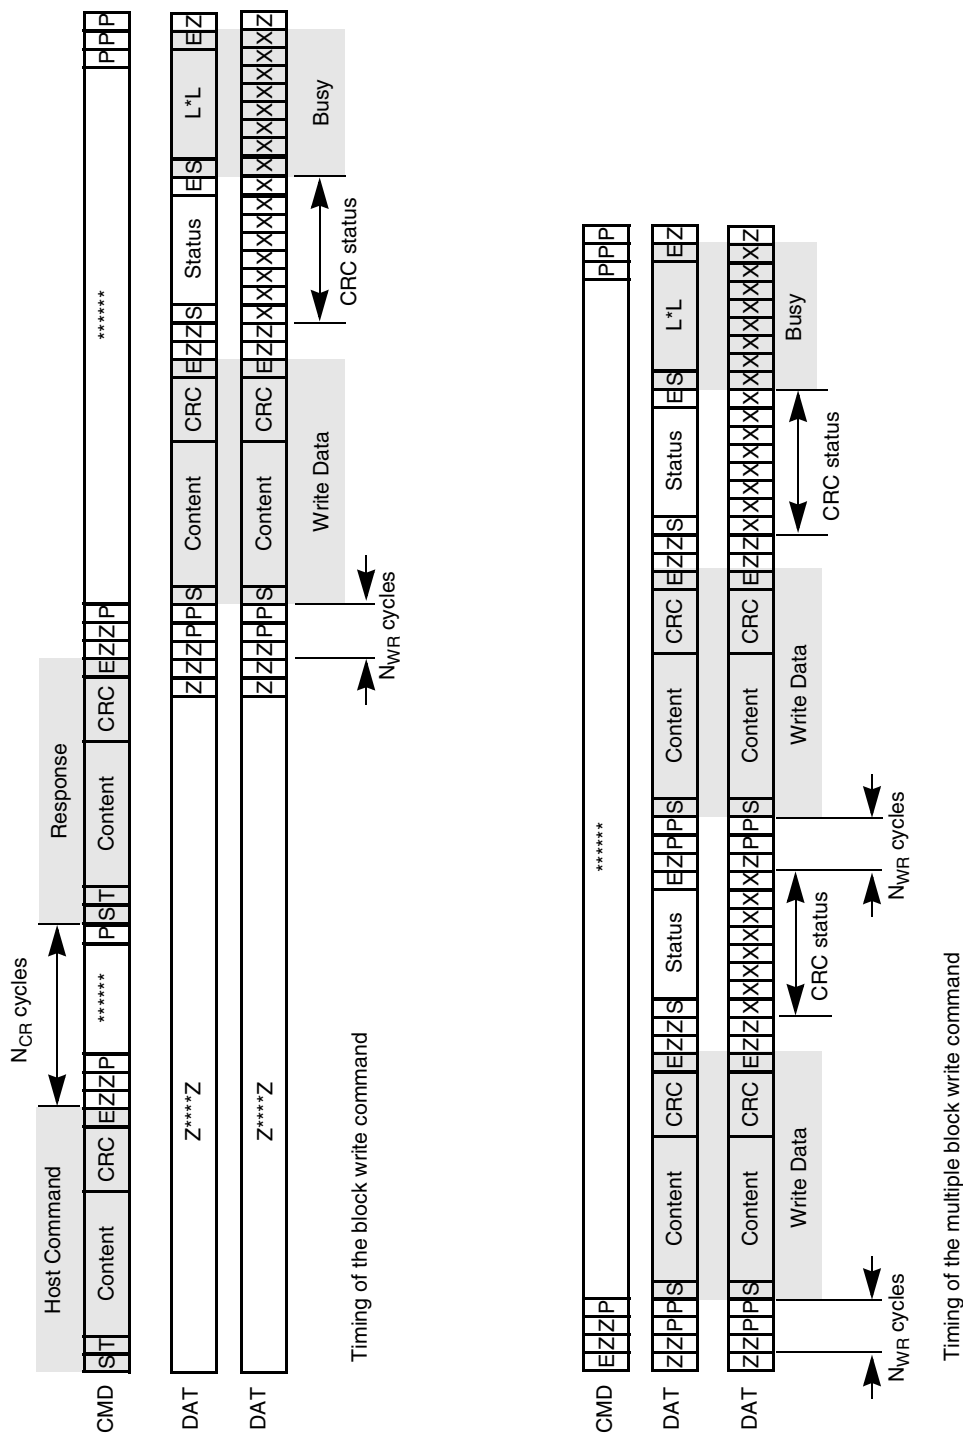 N_CR cycles
Host Command Response
CMD S T Content CRC E Z Z P ****** P S T Content CRC E Z Z P ****** P P P
DAT Z****Z Z Z Z P P S Content CRC E Z Z S Status E S L*L E Z
DAT Z****Z Z Z Z P P S Content CRC E Z Z X X X X X X X X X X X X X X X X Z
Write Data Busy
CRC status
N_WR cycles
Timing of the block write command
CMD E Z Z P ****** P P P
DAT Z Z P P S Content CRC E Z Z S Status E Z P P S Content CRC E Z Z S Status E S L*L E Z
DAT Z Z P P S Content CRC E Z Z X X X X X X X X Z P P S Content CRC E Z Z X X X X X X X X X X X X X X X X Z
Write Data Write Data Busy
CRC status CRC status
N_WR cycles N_WR cycles
Timing of the multiple block write command